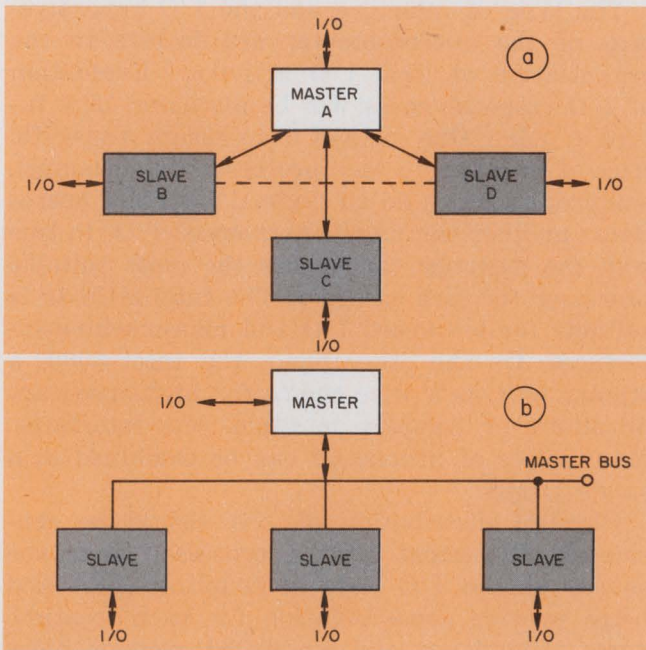 I/O
a
MASTER
A
I/O
SLAVE
B
SLAVE
D
I/O
SLAVE
C
I/O
I/O
MASTER
b
MASTER BUS
SLAVE
SLAVE
SLAVE
I/O
I/O
I/O